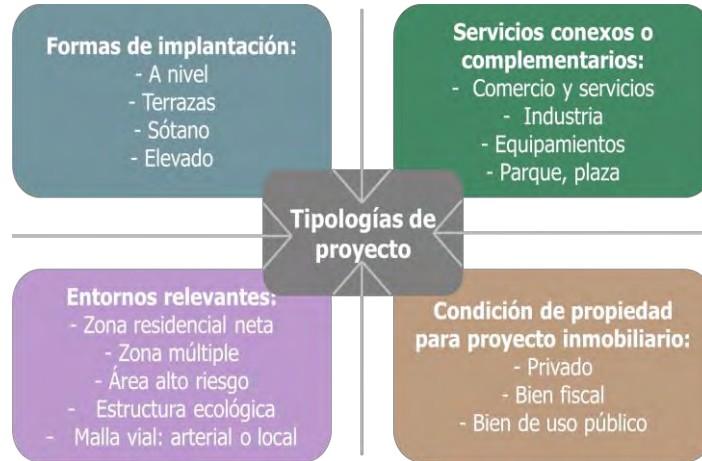 Formas de implantación:
- A nivel
- Terrazas
- Sótano
- Elevado
Servicios conexos o
complementarios:
- Comercio y servicios
- Industria
- Equipamientos
- Parque, plaza
Tipologías de
proyecto
Entornos relevantes:
- Zona residencial neta
- Zona múltiple
- Área alto riesgo
- Estructura ecológica
- Malla vial: arterial o local
Condición de propiedad
para proyecto inmobiliario:
- Privado
- Bien fiscal
- Bien de uso público